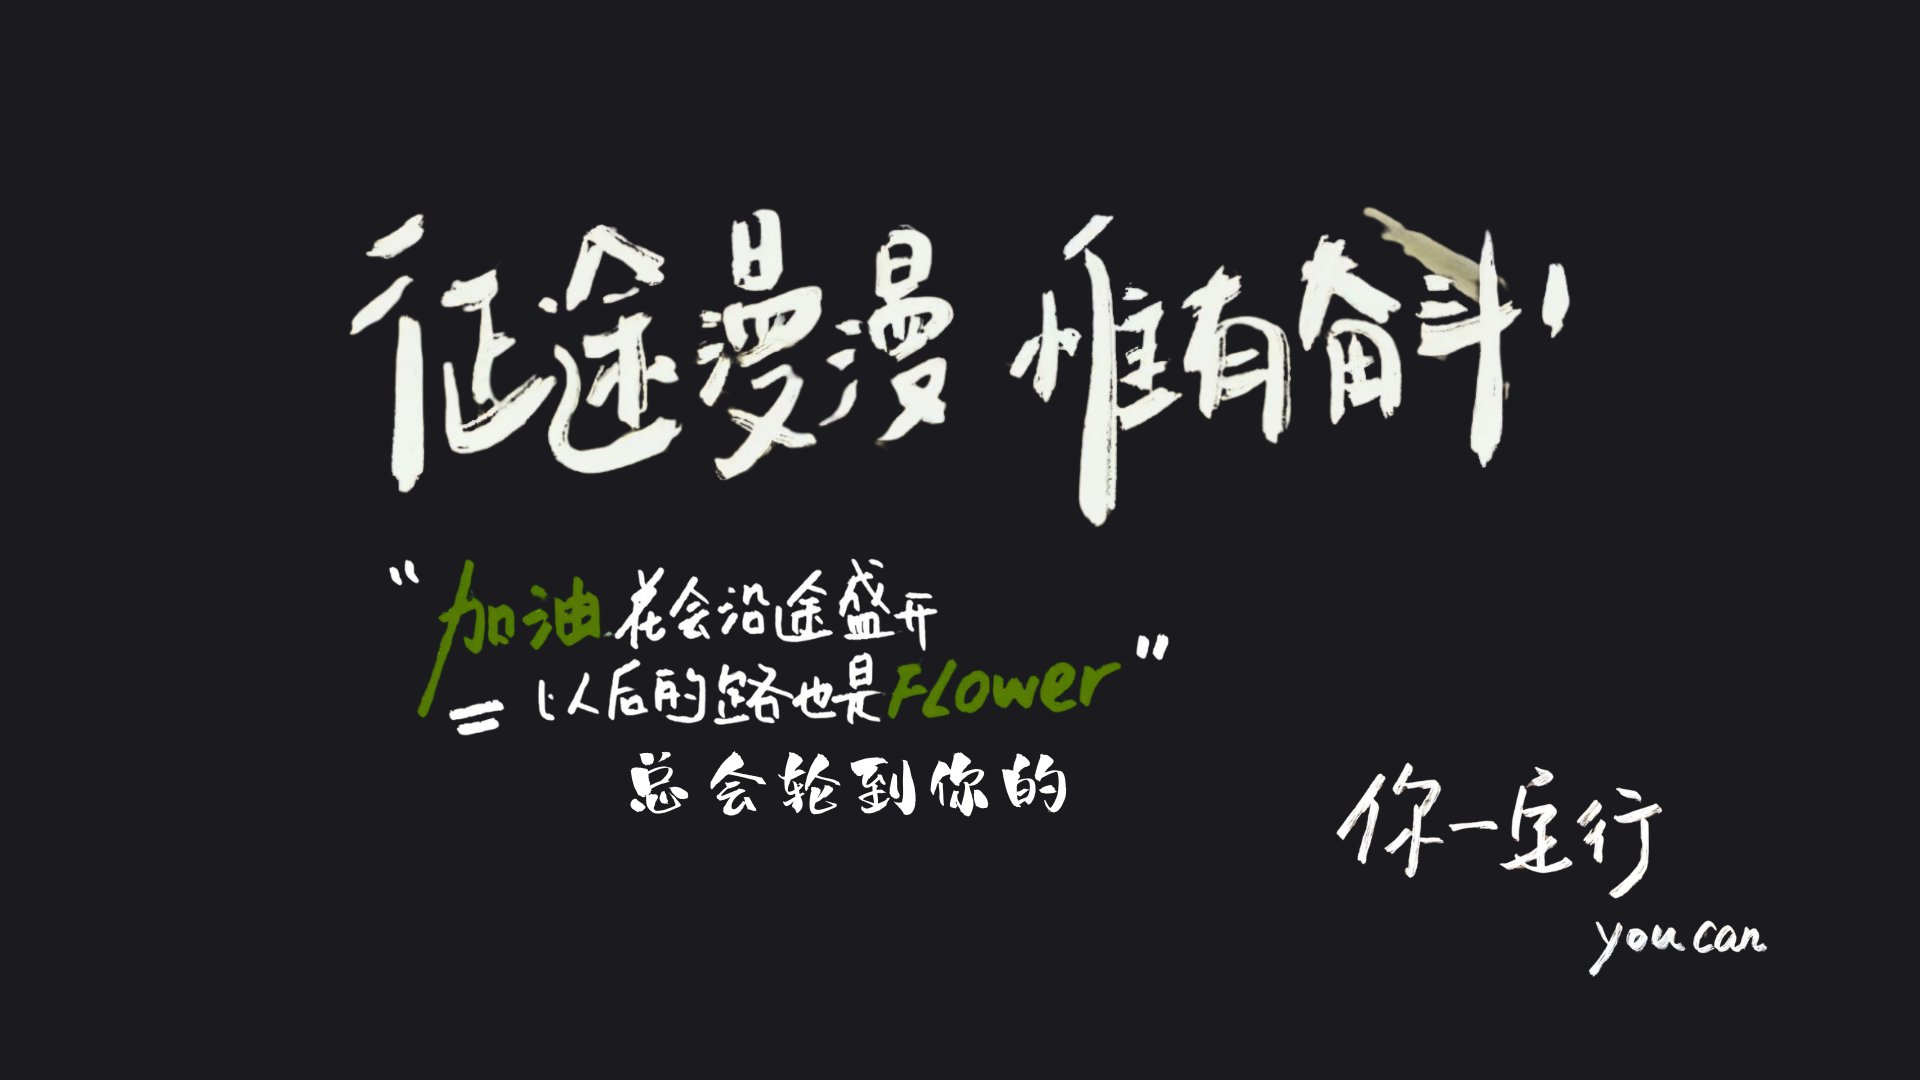 征途漫漫 惟有奋斗！
“加油.花会沿途盛开
=以后的路也是FLower”
总会轮到你的
你一定行
you can